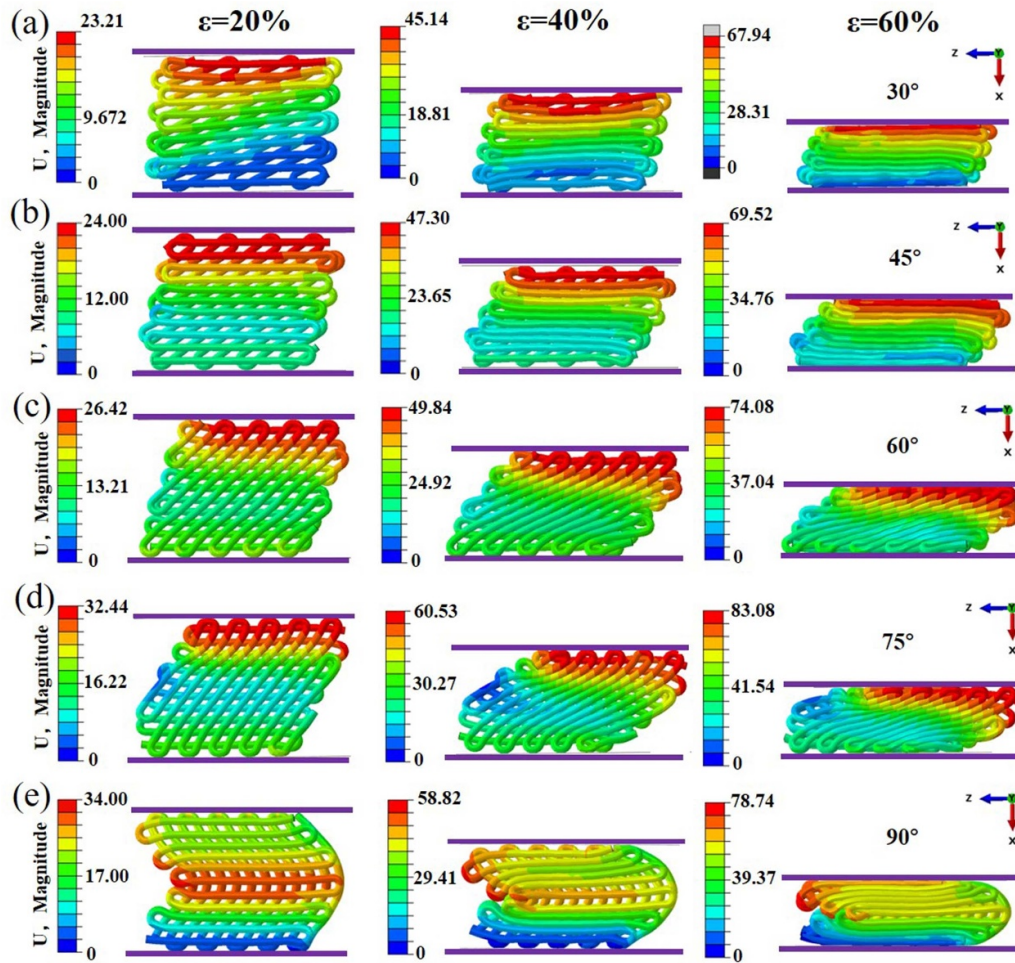 (a) ε=20% ε=40% ε=60%
23.21 45.14 67.94
U, Magnitude 9.672 18.81 28.31 30° Z Y X
0 0 0
(b)
24.00 47.30 69.52
U, Magnitude 12.00 23.65 34.76 45° Z Y X
0 0 0
(c)
26.42 49.84 74.08
U, Magnitude 13.21 24.92 37.04 60° Z Y X
0 0 0
(d)
32.44 60.53 83.08
U, Magnitude 16.22 30.27 41.54 75° Z Y X
0 0 0
(e)
34.00 58.82 78.74
U, Magnitude 17.00 29.41 39.37 90° Z Y X
0 0 0